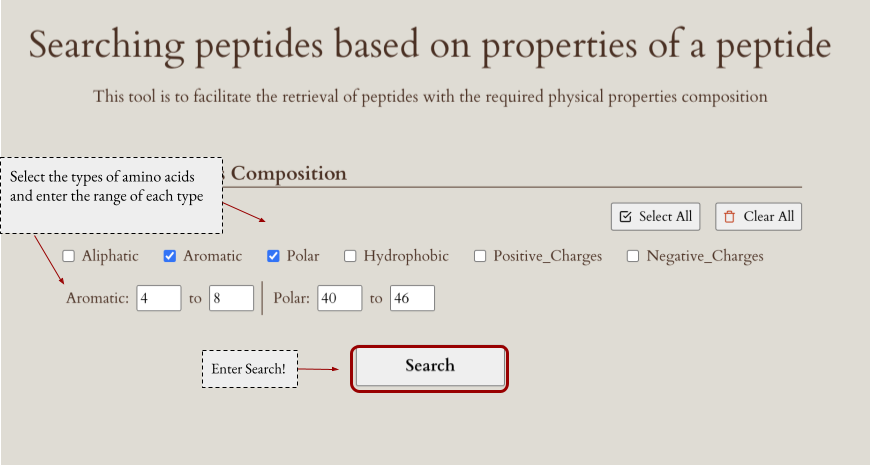 Searching peptides based on properties of a peptide
This tool is to facilitate the retrieval of peptides with the required physical properties composition
Select the types of amino acids
and enter the range of each type
Composition
Select All
Clear All
Aliphatic
Aromatic
Polar
Hydrophobic
Positive_Charges
Negative_Charges
Aromatic: 4 to 8
Polar: 40 to 46
Enter Search!
Search